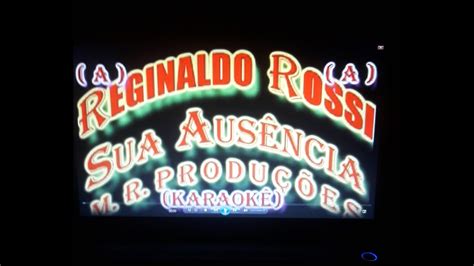 (A) REGINALDO ROSSI (A)
SUA AUSÊNCIA
M. R. PRODUÇÕES
(KARAOKÊ)